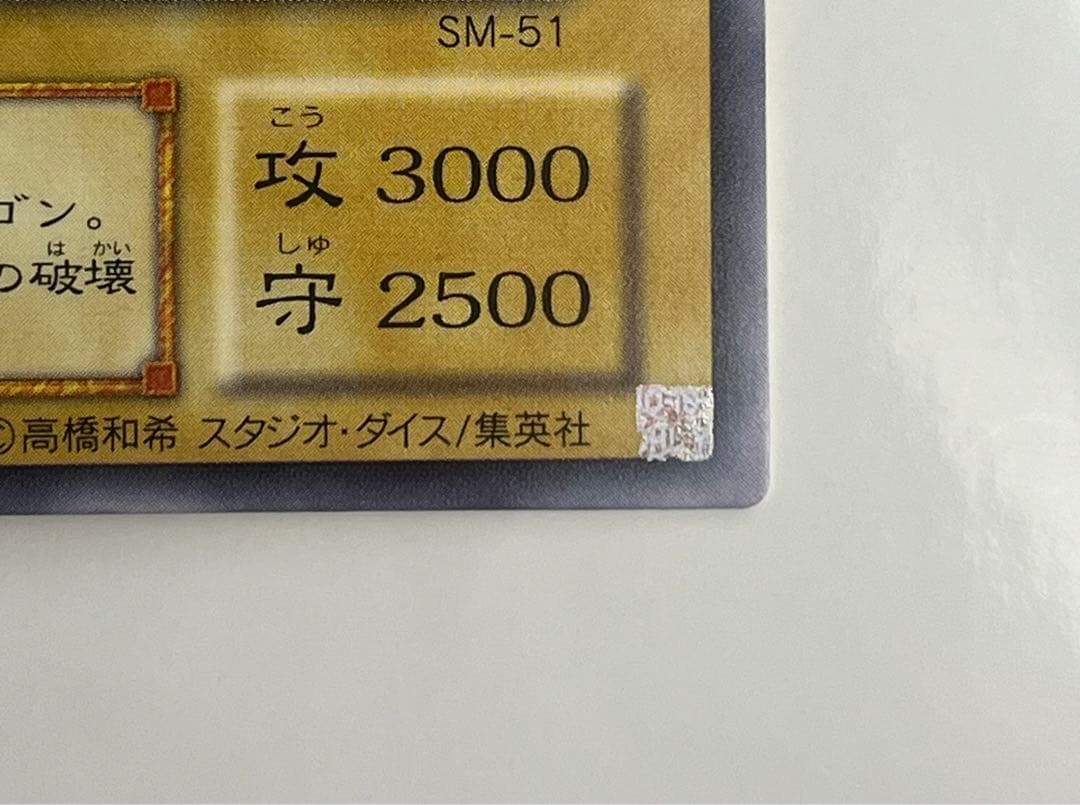 SM-51
こう
攻 3000
しゅ
守 2500
ゴン。
は かい
の破壊
©高橋和希 スタジオ・ダイス/集英社